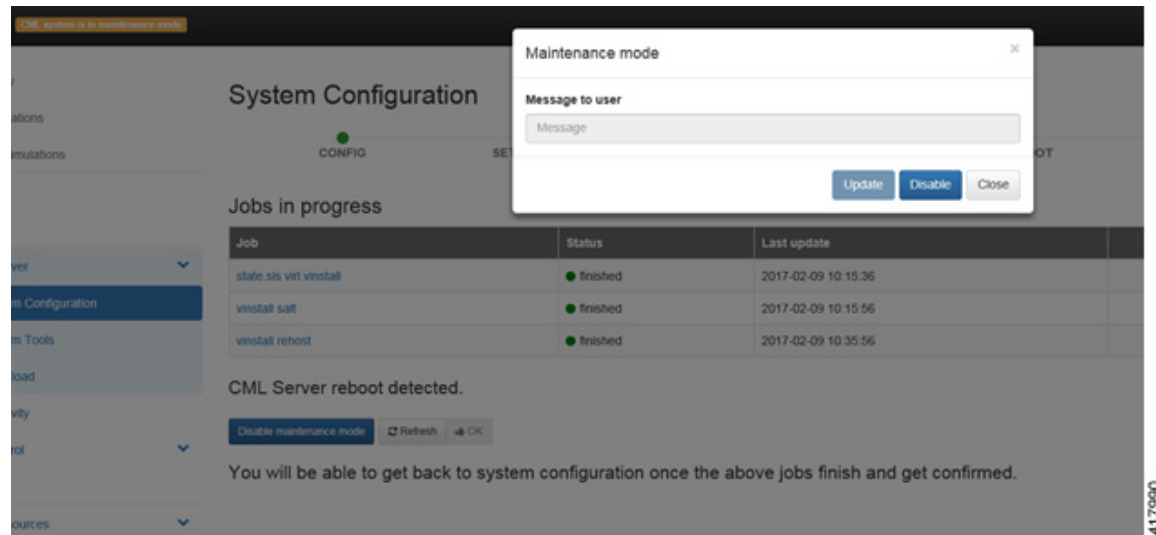 CML system is in maintenance mode
Maintenance mode
×
System Configuration
Message to user
Message
ations
mulations
CONFIG
SE
OT
Update
Disable
Close
Jobs in progress
Job
Status
Last update
ver
state.sls virl.vinstall
finished
2017-02-09 10:15:36
m Configuration
vinstall salt
finished
2017-02-09 10:15:56
m Tools
vinstall rehost
finished
2017-02-09 10:35:56
load
CML Server reboot detected.
vity
Disable maintenance mode
Refresh
OK
rol
You will be able to get back to system configuration once the above jobs finish and get confirmed.
ources
417990